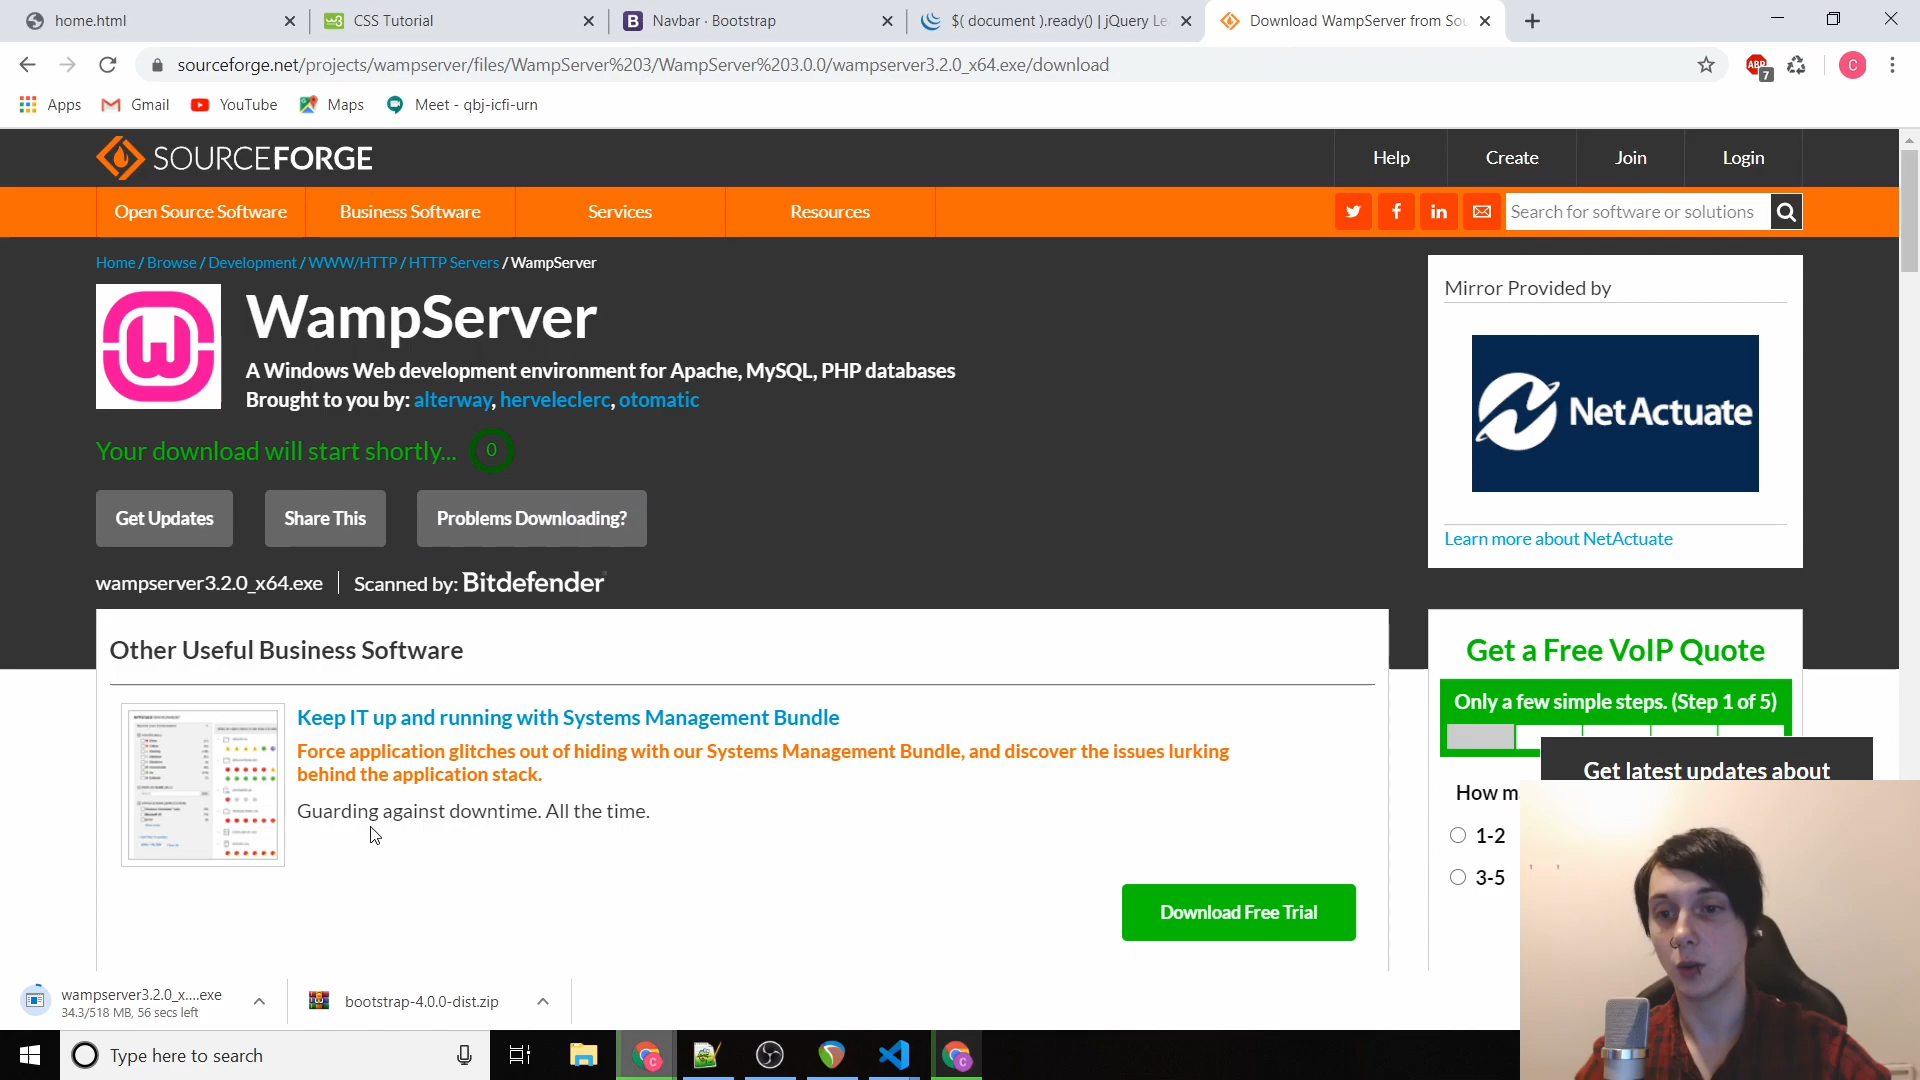 home.html
CSS Tutorial
Navbar · Bootstrap
$( document ).ready() | jQuery Le
Download WampServer from Sou
sourceforge.net/projects/wampserver/files/WampServer%203/WampServer%203.0.0/wampserver3.2.0_x64.exe/download
ABP
7
C
Apps
Gmail
YouTube
Maps
Meet - qbj-icfi-urn
SOURCEFORGE
Help
Create
Join
Login
Open Source Software
Business Software
Services
Resources
Search for software or solutions
Home / Browse / Development / WWW/HTTP / HTTP Servers / WampServer
WampServer
A Windows Web development environment for Apache, MySQL, PHP databases
Brought to you by: alterway, herveleclerc, otomatic
Your download will start shortly... 0
Get Updates
Share This
Problems Downloading?
wampserver3.2.0_x64.exe
Scanned by: Bitdefender
Mirror Provided by
NetActuate
Learn more about NetActuate
Other Useful Business Software
Keep IT up and running with Systems Management Bundle
Force application glitches out of hiding with our Systems Management Bundle, and discover the issues lurking
behind the application stack.
Guarding against downtime. All the time.
Download Free Trial
Get a Free VoIP Quote
Only a few simple steps. (Step 1 of 5)
Get latest updates about
How m
1-2
3-5
wampserver3.2.0_x....exe
34.3/518 MB, 56 secs left
bootstrap-4.0.0-dist.zip
Type here to search